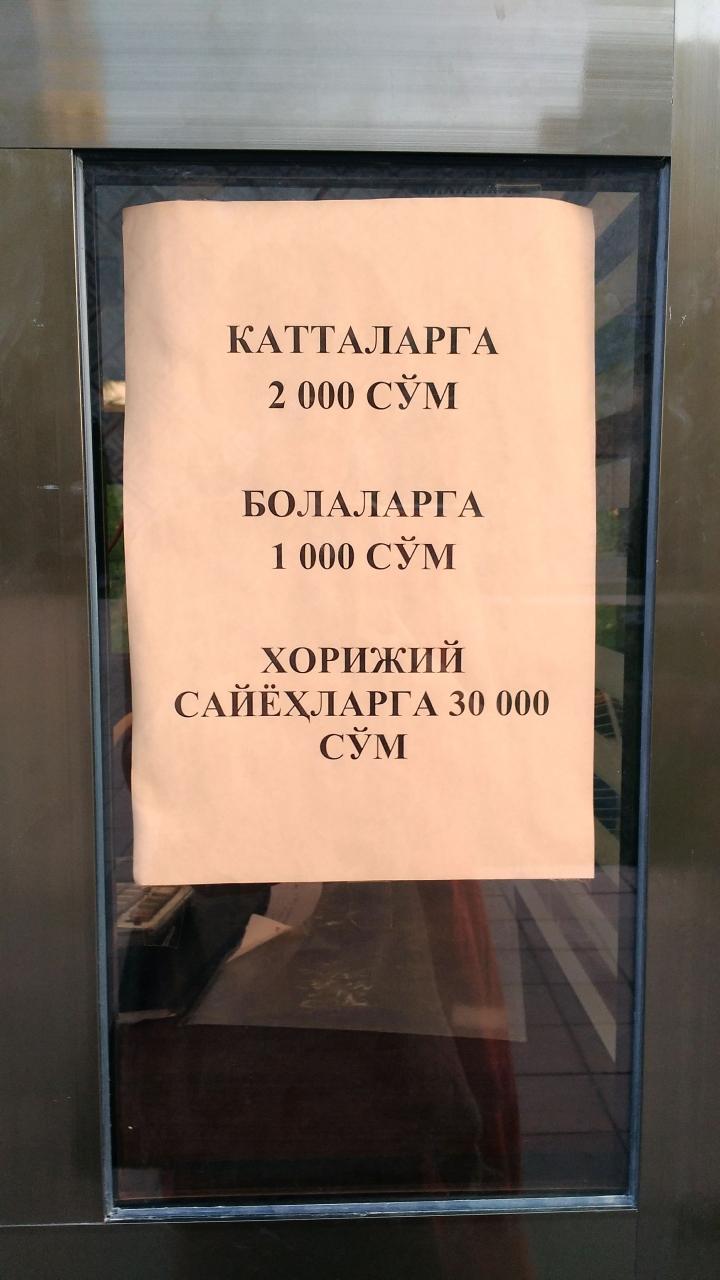 КАТТАЛАРГА
2 000 СЎМ
БОЛАЛАРГА
1 000 СЎМ
ХОРИЖИЙ
САЙЁҲЛАРГА 30 000
СЎМ